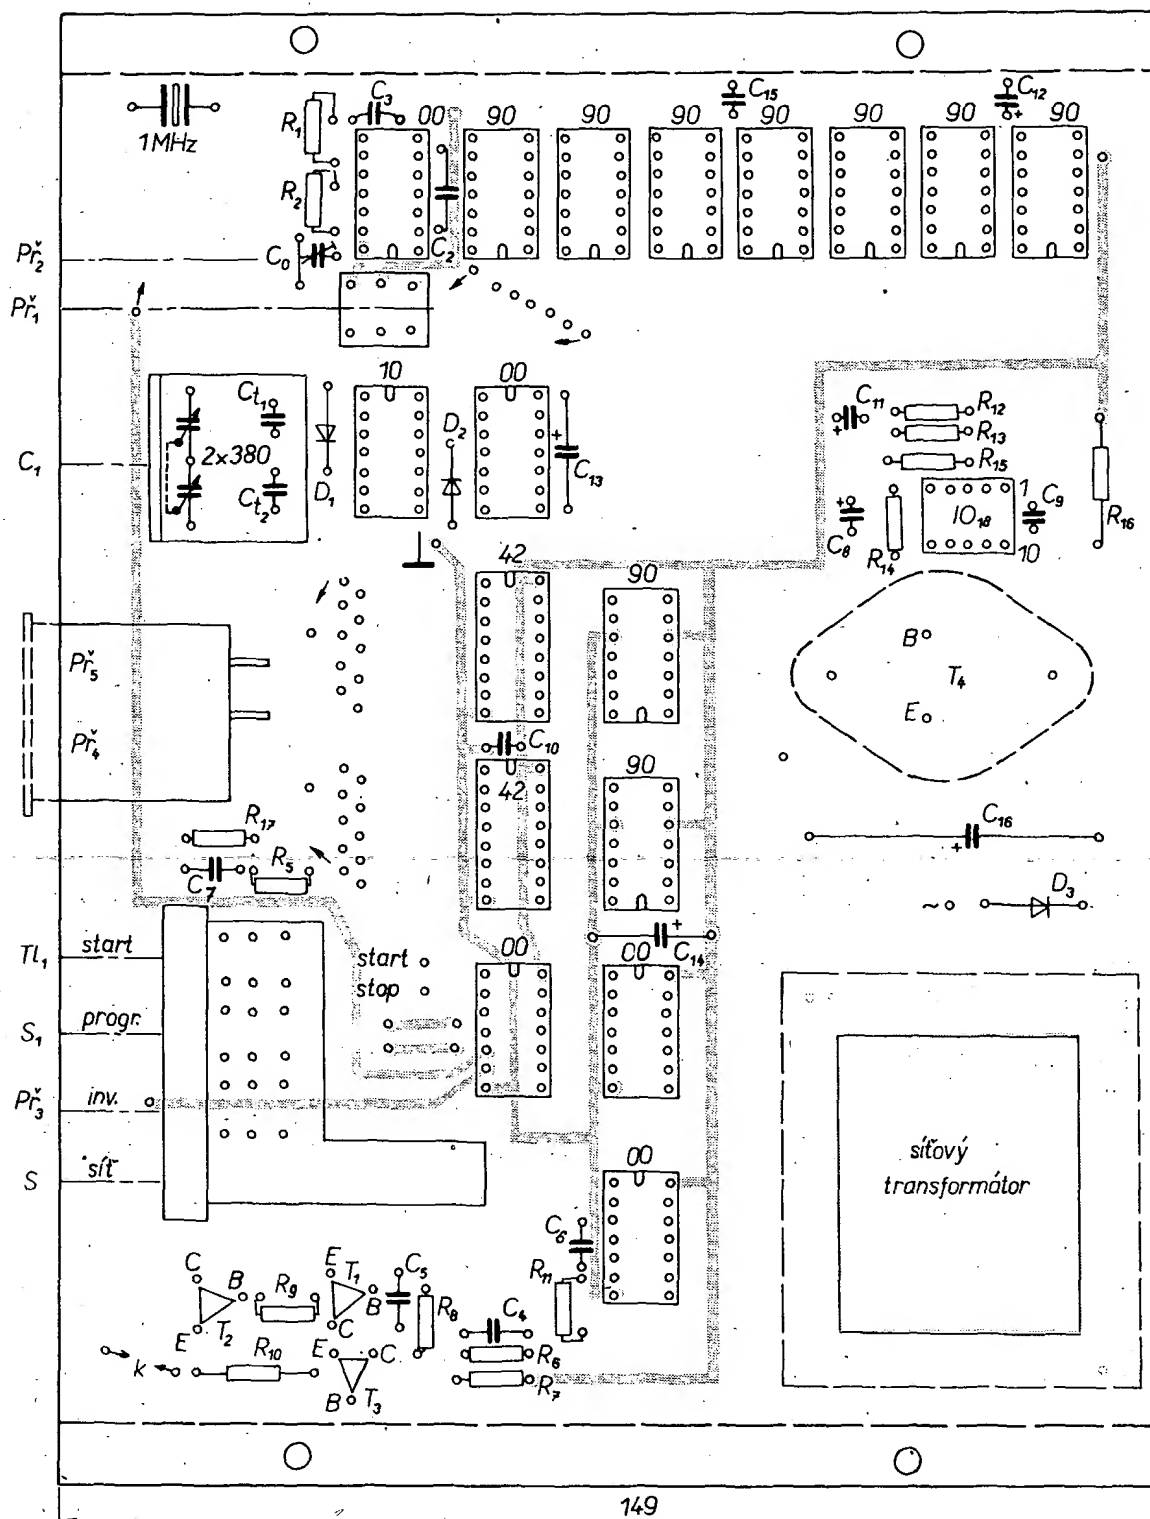 C₃
C₁₅
C₁₂
R₁
00
90
90
90
90
90
90
90
1MHz
R₂
Př₂
C₀
C₂
Př₁
10
00
Ct₁
D₂
C₁₁
+
R₁₂
R₁₃
C₁
2×380
+
C₁₃
R₁₅
Ct₂
D₁
1
C₉
+
IO₁₈
C₈
R₁₄
10
R₁₆
42
90
B
Př₅
T₄
E
Př₄
C₁₀
90
42
R₁₇
C₁₆
+
C₇
R₅
D₃
~
Tl₁
start
start
00
+
C₁₄
00
stop
S₁
progr.
Př₃
inv.
S
síť
00
síťový
transformátor
C₆
C
B
R₉
E
T₁
C₅
R₁₁
B
R₈
C₄
E
T₂
C
k
R₁₀
E
C
R₆
B
T₃
R₇
149